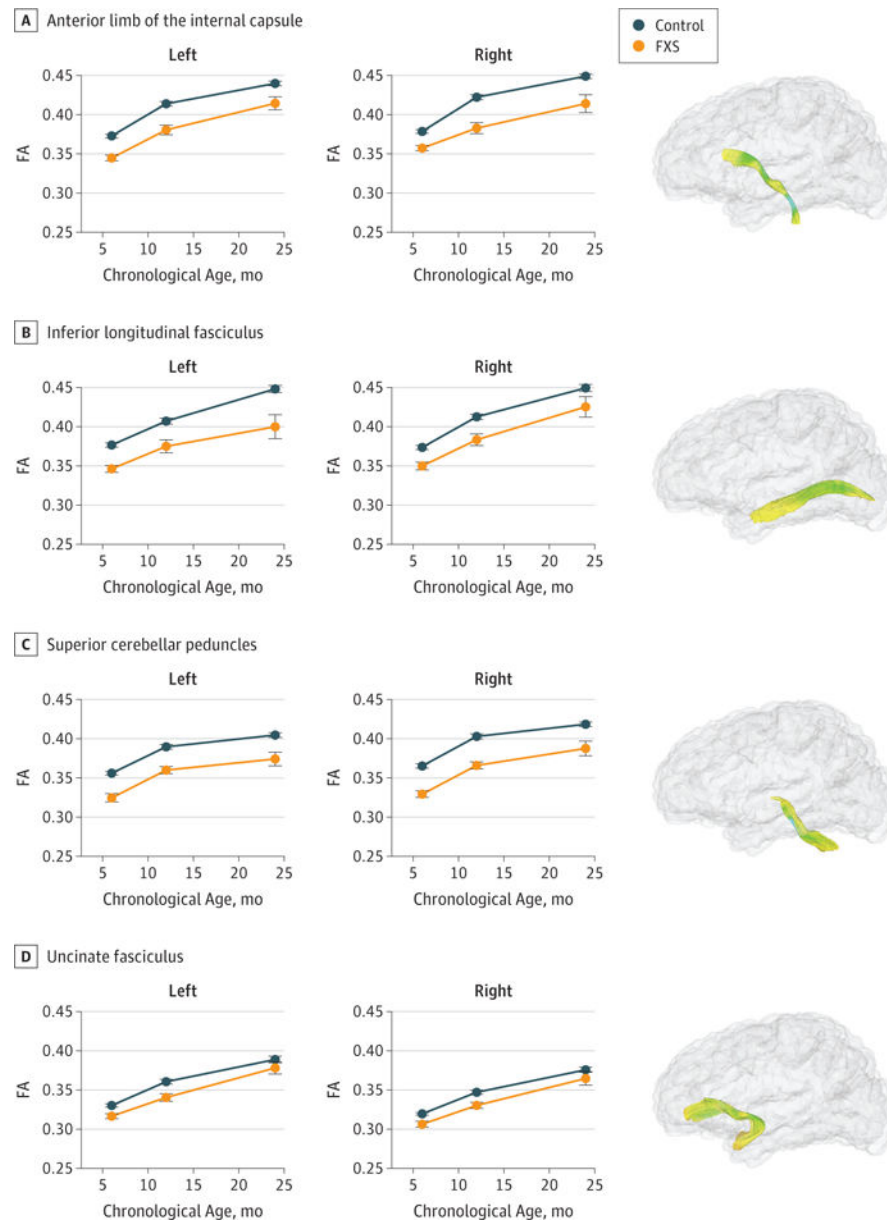 A Anterior limb of the internal capsule
Control
FXS
Left
Right
0.45
0.40
0.35
0.30
0.25
FA
5 10 15 20 25
Chronological Age, mo
0.45
0.40
0.35
0.30
0.25
FA
5 10 15 20 25
Chronological Age, mo
B Inferior longitudinal fasciculus
Left
Right
0.45
0.40
0.35
0.30
0.25
FA
5 10 15 20 25
Chronological Age, mo
0.45
0.40
0.35
0.30
0.25
FA
5 10 15 20 25
Chronological Age, mo
C Superior cerebellar peduncles
Left
Right
0.45
0.40
0.35
0.30
0.25
FA
5 10 15 20 25
Chronological Age, mo
0.45
0.40
0.35
0.30
0.25
FA
5 10 15 20 25
Chronological Age, mo
D Uncinate fasciculus
Left
Right
0.45
0.40
0.35
0.30
0.25
FA
5 10 15 20 25
Chronological Age, mo
0.45
0.40
0.35
0.30
0.25
FA
5 10 15 20 25
Chronological Age, mo